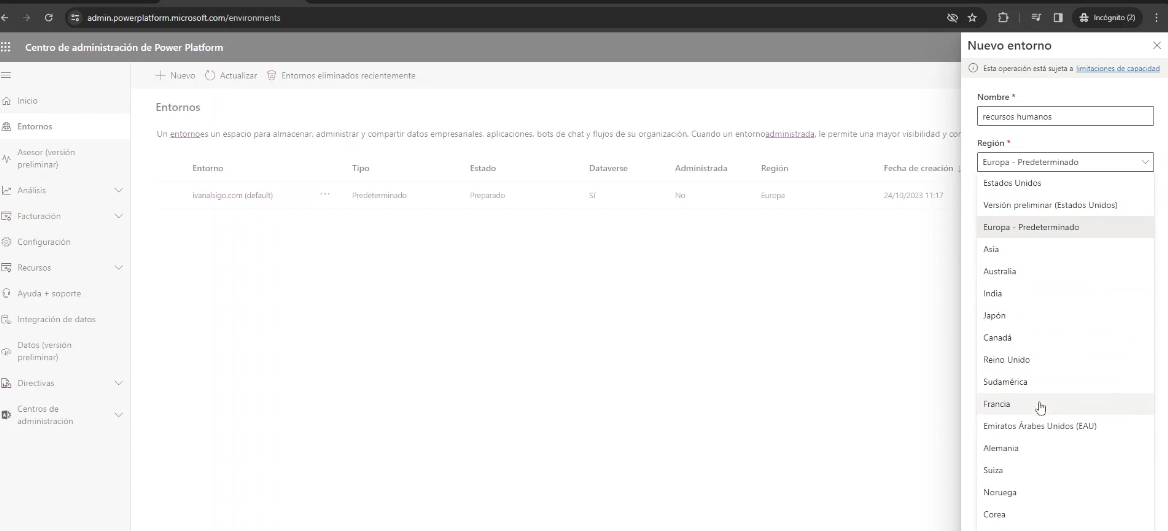 admin.powerplatform.microsoft.com/environments
Incógnito (2)
Centro de administración de Power Platform
Inicio
Entornos
Asesor (versión
preliminar)
Análisis
Facturación
Configuración
Recursos
Ayuda + soporte
Integración de datos
Datos (versión
preliminar)
Directivas
Centros de
administración
Nuevo
Actualizar
Entornos eliminados recientemente
Entornos
Un entornoes un espacio para almacenar, administrar y compartir datos empresariales, aplicaciones, bots de chat y flujos de su organización. Cuando un entornoadministrada, le permite una mayor visibilidad y con
Entorno Tipo Estado Dataverse Administrada Región Fecha de creación
ivanalsigo.com (default) ... Predeterminado Preparado Sí No Europa 24/10/2023 11:17
Nuevo entorno
Esta operación está sujeta a limitaciones de capacidad
Nombre *
recursos humanos
Región *
Europa - Predeterminado
Estados Unidos
Versión preliminar (Estados Unidos)
Europa - Predeterminado
Asia
Australia
India
Japón
Canadá
Reino Unido
Sudamérica
Francia
Emiratos Árabes Unidos (EAU)
Alemania
Suiza
Noruega
Corea